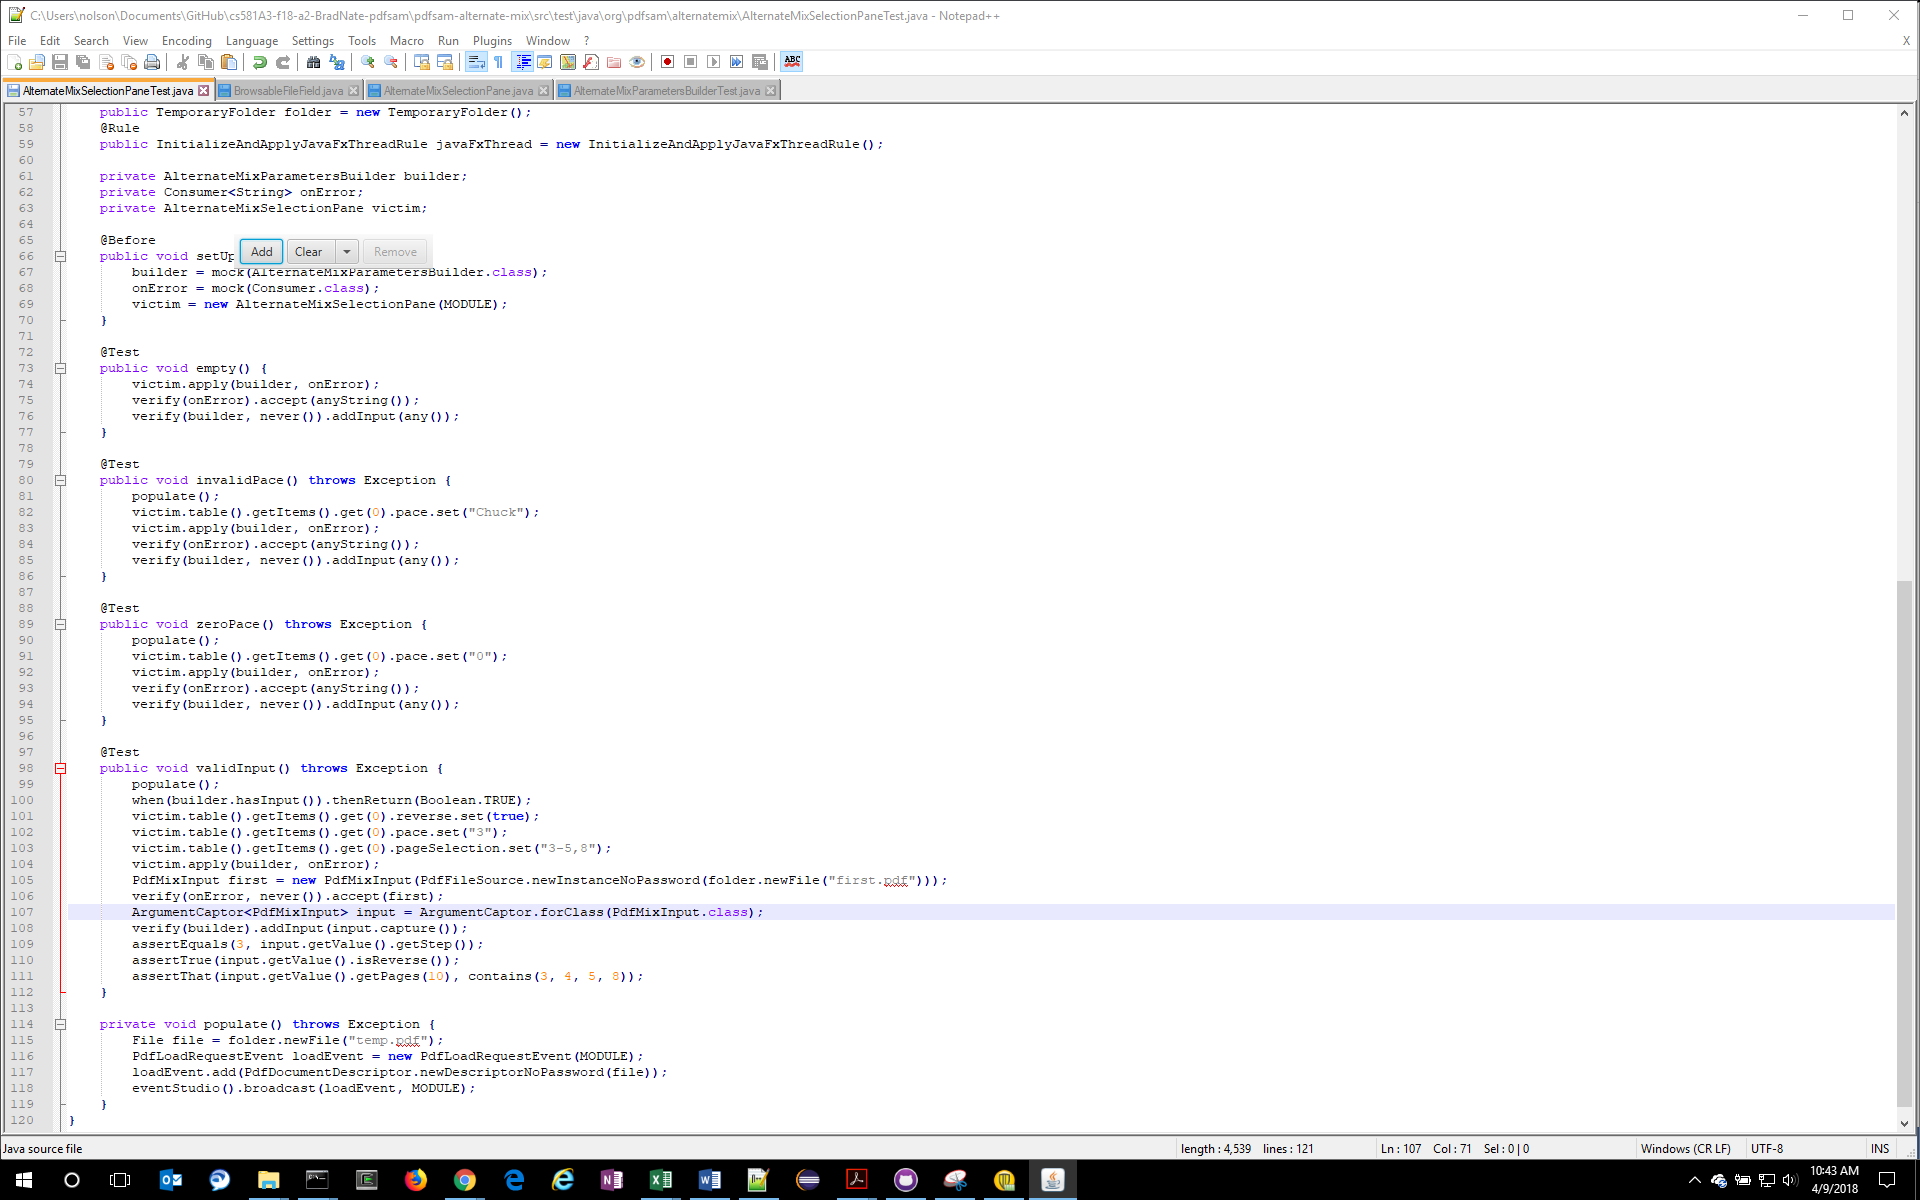 C:\Users\nolson\Documents\GitHub\cs581A3-f18-a2-BradNate-pdfsam\pdfsam-alternate-mix\src\test\java\org\pdfsam\alternatemix\AlternateMixSelectionPaneTest.java - Notepad++
File Edit Search View Encoding Language Settings Tools Macro Run Plugins Window ? X
ABC
AlternateMixSelectionPaneTest.java BrowsableFileField.java AlternateMixSelectionPane.java AlternateMixParametersBuilderTest.java
57 public TemporaryFolder folder = new TemporaryFolder();
58 @Rule
59 public InitializeAndApplyJavaFxThreadRule javaFxThread = new InitializeAndApplyJavaFxThreadRule();
60
61 private AlternateMixParametersBuilder builder;
62 private Consumer<String> onError;
63 private AlternateMixSelectionPane victim;
64
65 @Before
Add Clear Remove
66 public void setUp
67 builder = mock(AlternateMixParametersBuilder.class);
68 onError = mock(Consumer.class);
69 victim = new AlternateMixSelectionPane(MODULE);
70 }
71
72 @Test
73 public void empty() {
74 victim.apply(builder, onError);
75 verify(onError).accept(anyString());
76 verify(builder, never()).addInput(any());
77 }
78
79 @Test
80 public void invalidPace() throws Exception {
81 populate();
82 victim.table().getItems().get(0).pace.set("Chuck");
83 victim.apply(builder, onError);
84 verify(onError).accept(anyString());
85 verify(builder, never()).addInput(any());
86 }
87
88 @Test
89 public void zeroPace() throws Exception {
90 populate();
91 victim.table().getItems().get(0).pace.set("0");
92 victim.apply(builder, onError);
93 verify(onError).accept(anyString());
94 verify(builder, never()).addInput(any());
95 }
96
97 @Test
98 public void validInput() throws Exception {
99 populate();
100 when(builder.hasInput()).thenReturn(Boolean.TRUE);
101 victim.table().getItems().get(0).reverse.set(true);
102 victim.table().getItems().get(0).pace.set("3");
103 victim.table().getItems().get(0).pageSelection.set("3-5,8");
104 victim.apply(builder, onError);
105 PdfMixInput first = new PdfMixInput(PdfFileSource.newInstanceNoPassword(folder.newFile("first.pdf")));
106 verify(onError, never()).accept(first);
107 ArgumentCaptor<PdfMixInput> input = ArgumentCaptor.forClass(PdfMixInput.class);
108 verify(builder).addInput(input.capture());
109 assertEquals(3, input.getValue().getStep());
110 assertTrue(input.getValue().isReverse());
111 assertThat(input.getValue().getPages(10), contains(3, 4, 5, 8));
112 }
113
114 private void populate() throws Exception {
115 File file = folder.newFile("temp.pdf");
116 PdfLoadRequestEvent loadEvent = new PdfLoadRequestEvent(MODULE);
117 loadEvent.add(PdfDocumentDescriptor.newDescriptorNoPassword(file));
118 eventStudio().broadcast(loadEvent, MODULE);
119 }
120 }
Java source file length : 4,539 lines : 121 Ln : 107 Col : 71 Sel : 0 | 0 Windows (CR LF) UTF-8 INS
10:43 AM
4/9/2018